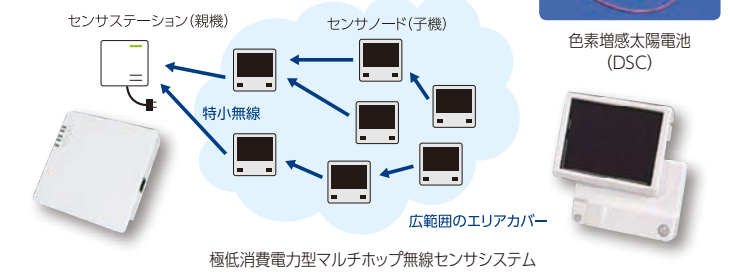 センサステーション(親機)
センサノード(子機)
色素増感太陽電池
(DSC)
特小無線
広範囲のエリアカバー
極低消費電力型マルチホップ無線センサシステム